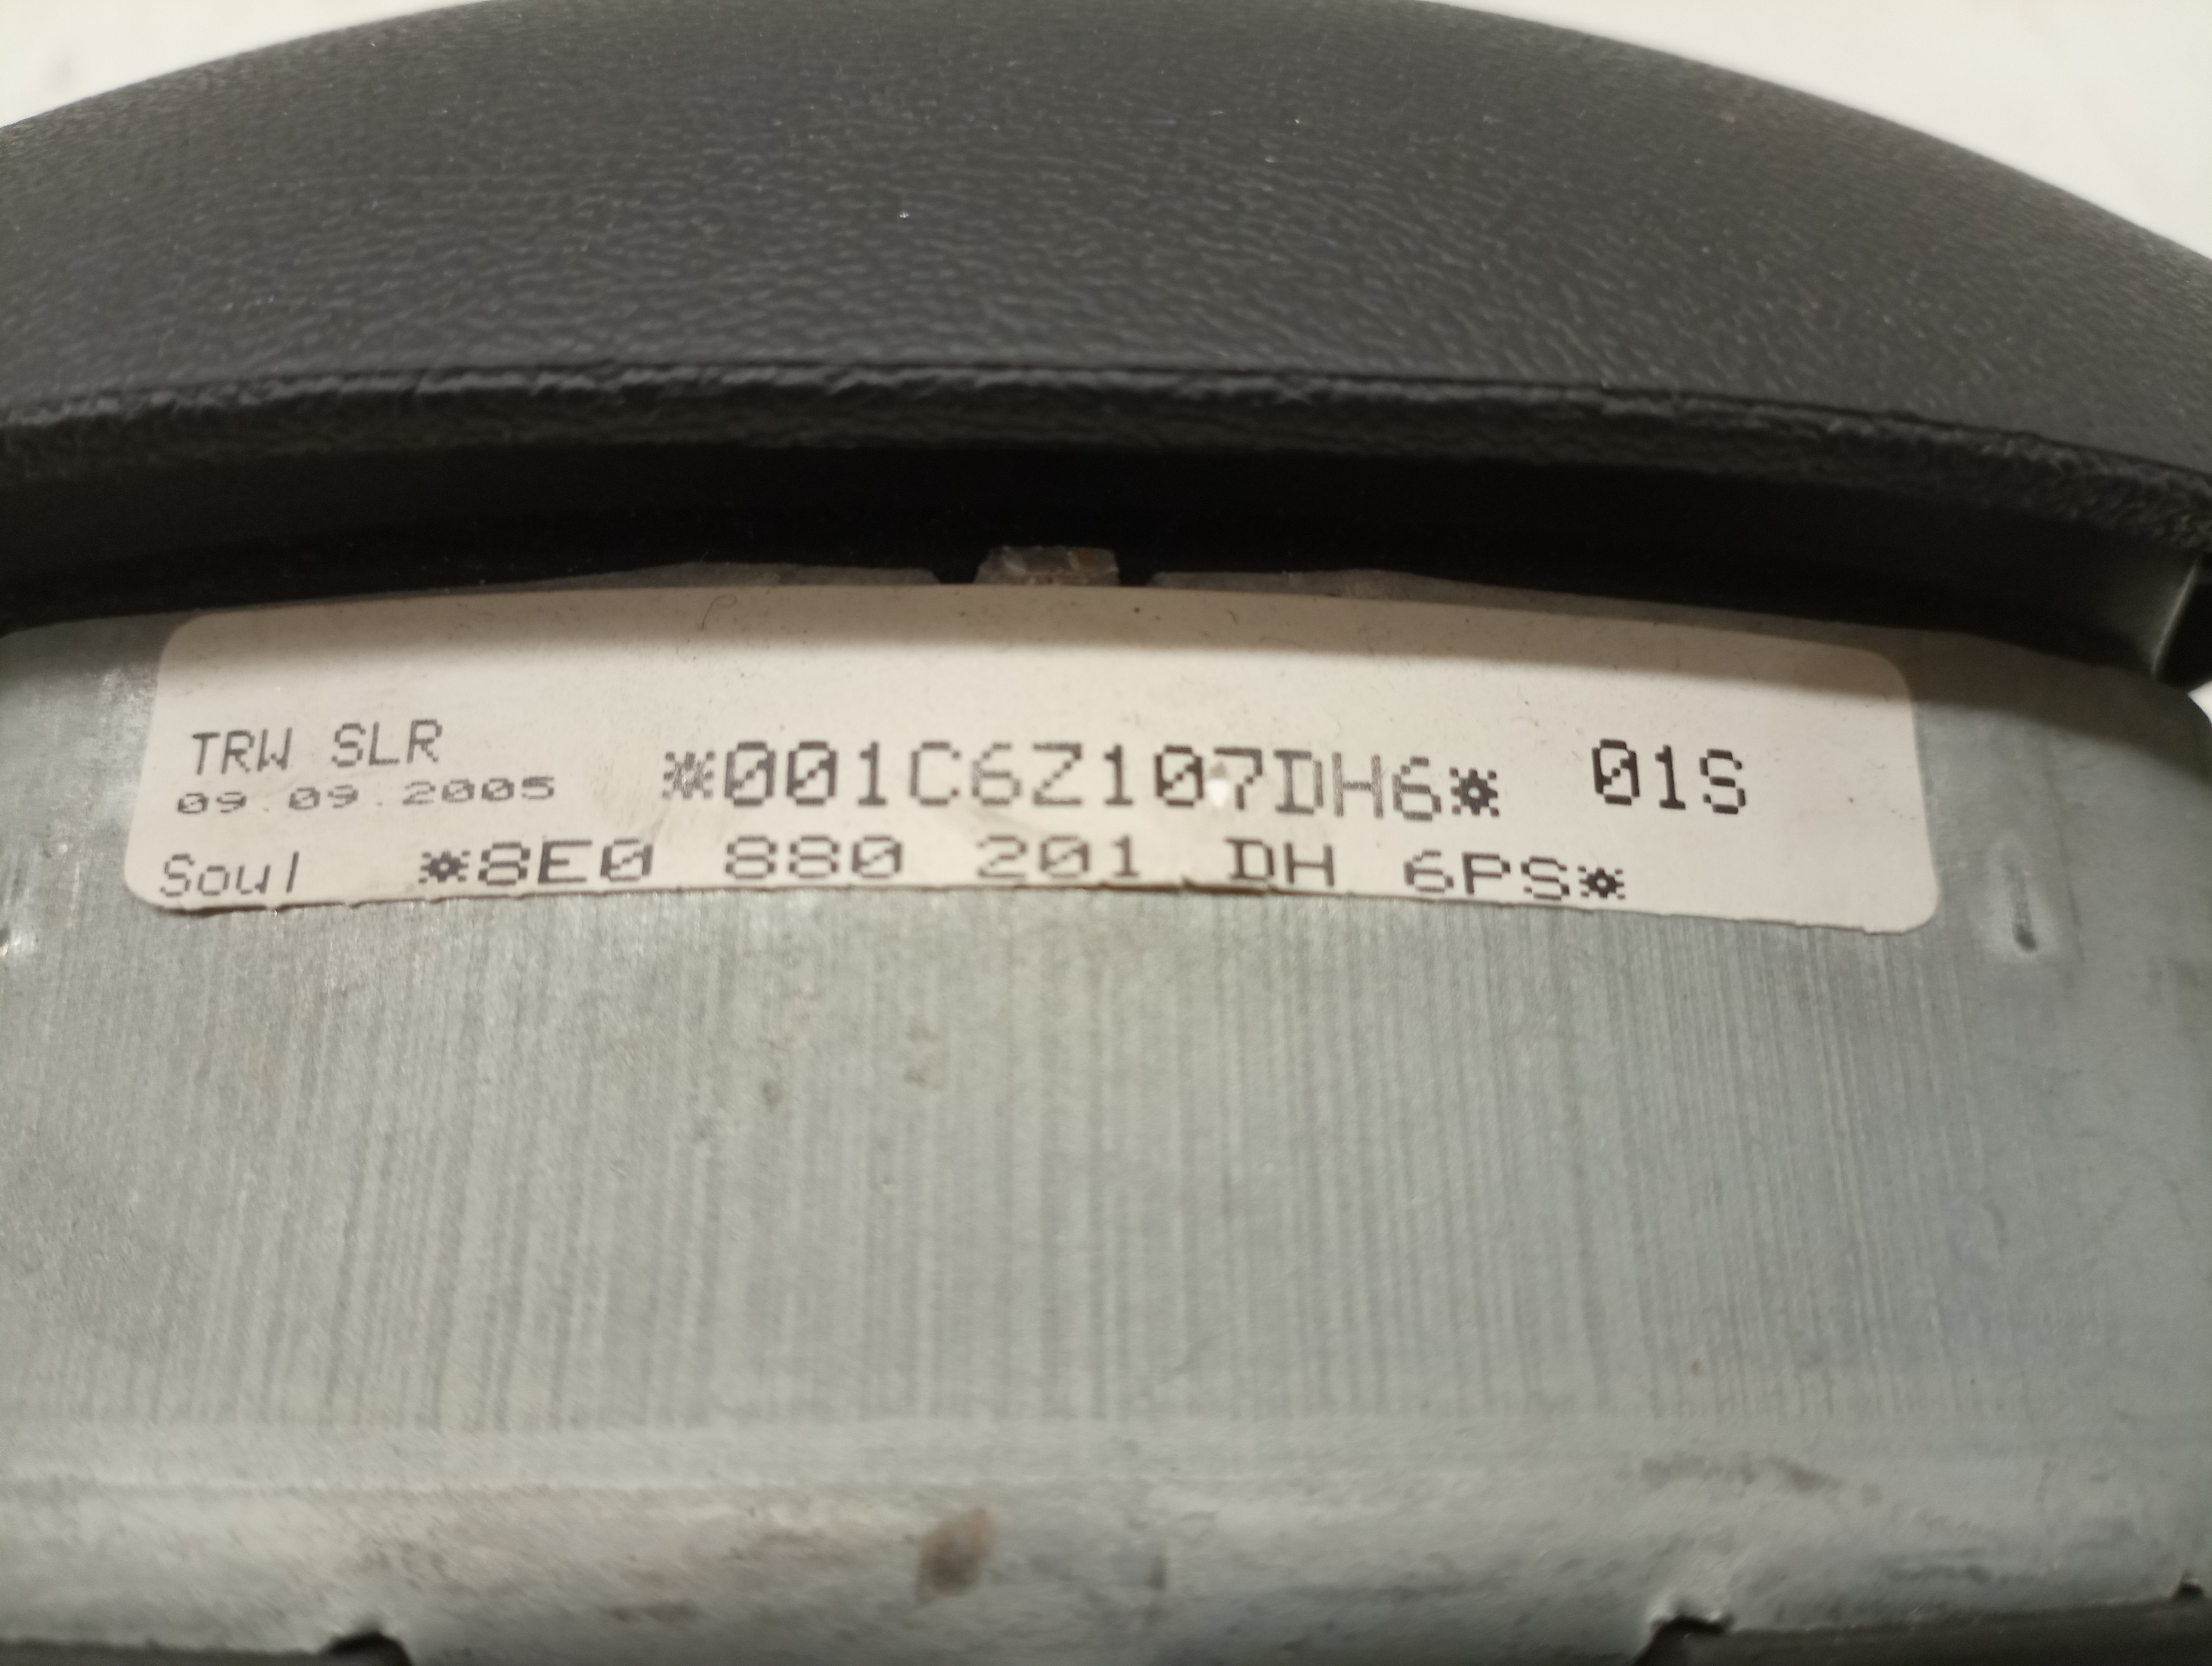 TRW SLR
09.09.2005
*001C6Z107DH6* 01S
Soul *8E0 880 201 DH 6PS*